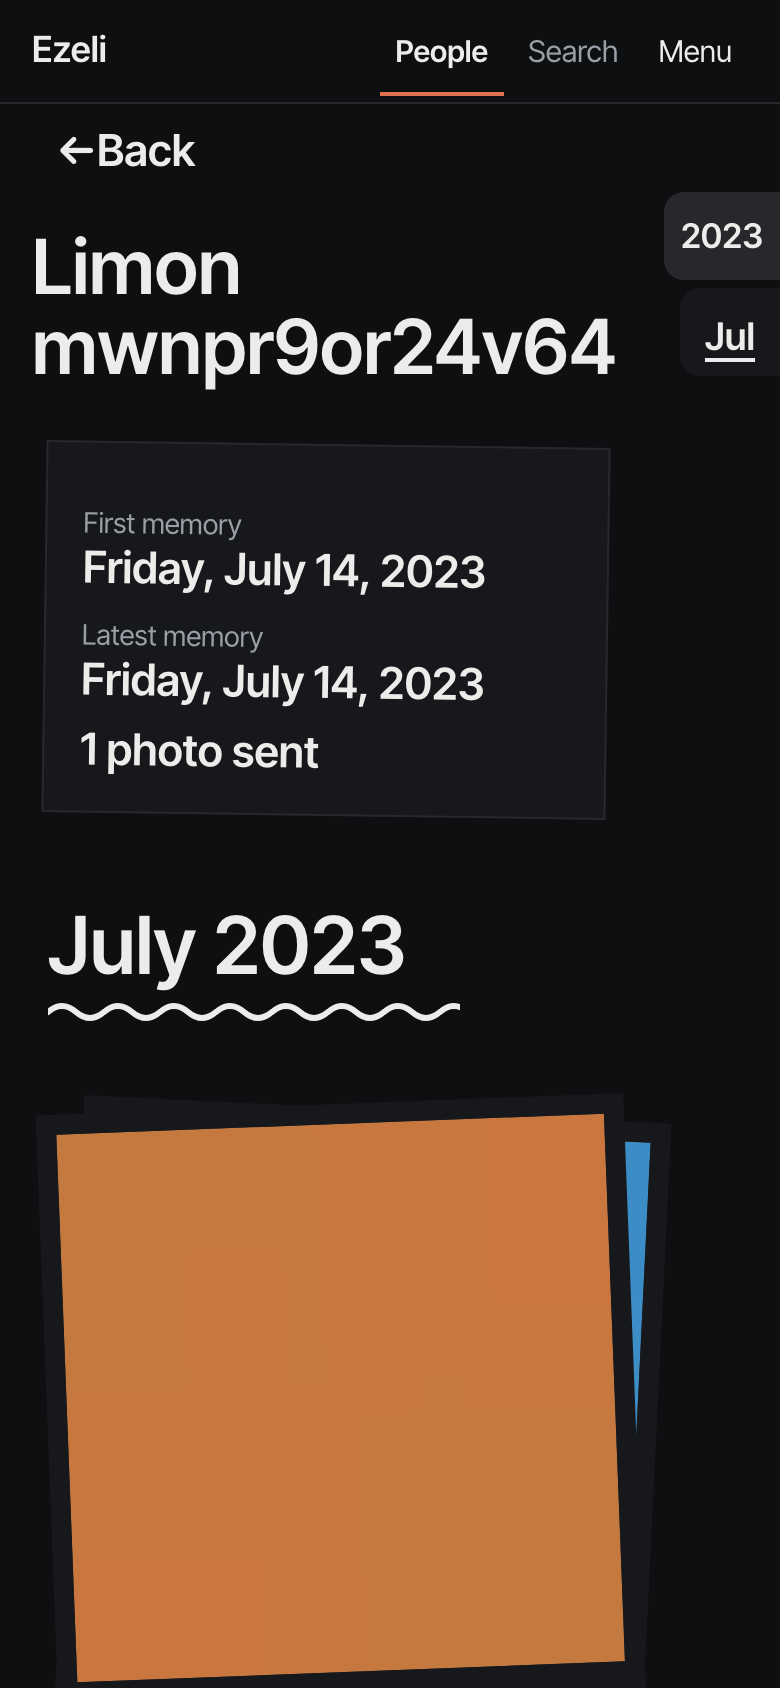 Ezeli
People Search Menu
←Back
2023
Jul
Limon
mwnpr9or24v64
First memory
Friday, July 14, 2023
Latest memory
Friday, July 14, 2023
1 photo sent
July 2023